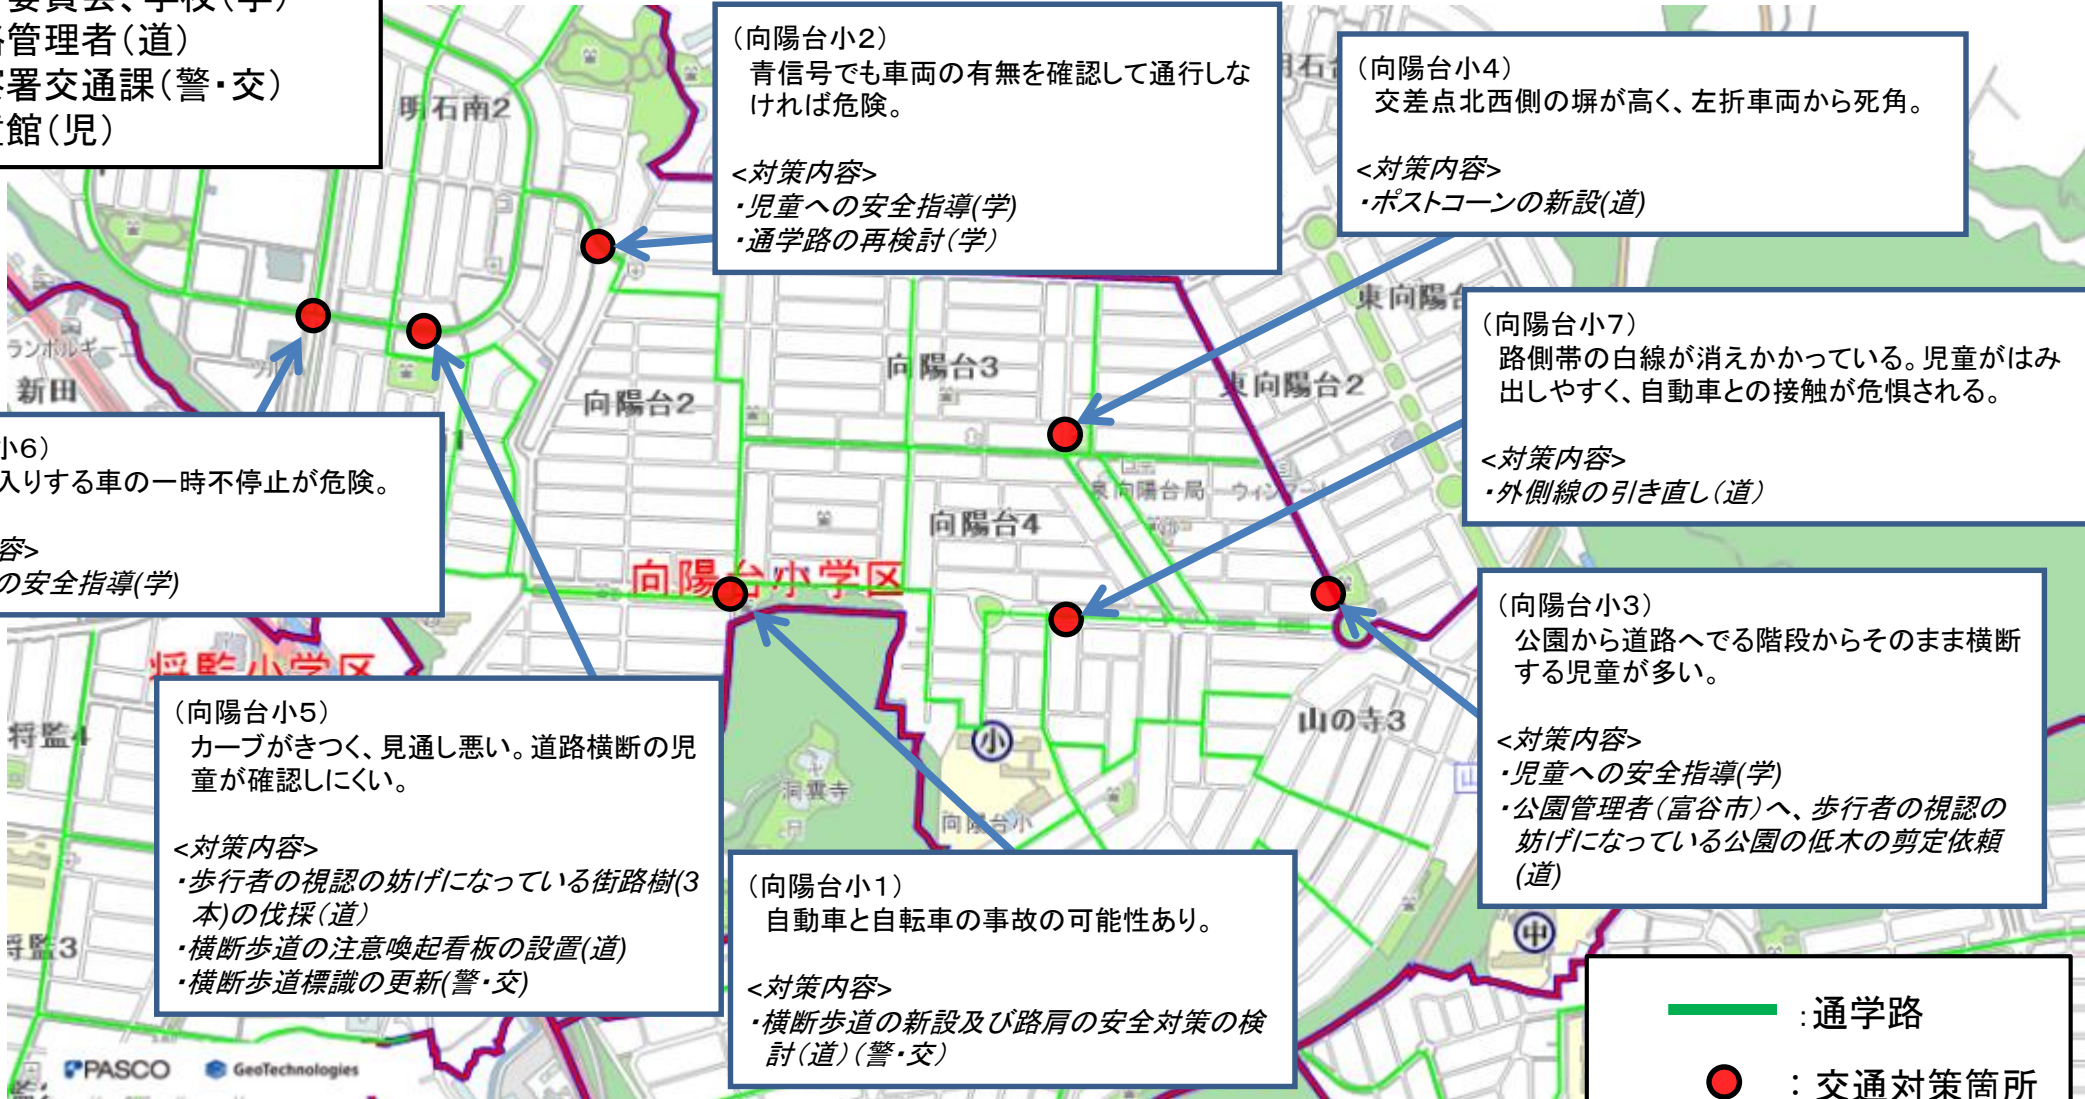 委員会、学校(学)
管理者(道)
署交通課(警・交)
館(児)
(向陽台小2)
青信号でも車両の有無を確認して通行しな
ければ危険。
<対策内容>
・児童への安全指導(学)
・通学路の再検討(学)
(向陽台小4)
交差点北西側の塀が高く、左折車両から死角。
<対策内容>
・ポストコーンの新設(道)
(向陽台小7)
路側帯の白線が消えかかっている。児童がはみ
出しやすく、自動車との接触が危惧される。
<対策内容>
・外側線の引き直し(道)
小6)
入りする車の一時不停止が危険。
容>
の安全指導(学)
(向陽台小3)
公園から道路へでる階段からそのまま横断
する児童が多い。
<対策内容>
・児童への安全指導(学)
・公園管理者(富谷市)へ、歩行者の視認の
妨げになっている公園の低木の剪定依頼
(道)
(向陽台小5)
カーブがきつく、見通し悪い。道路横断の児
童が確認しにくい。
<対策内容>
・歩行者の視認の妨げになっている街路樹(3
本)の伐採(道)
・横断歩道の注意喚起看板の設置(道)
・横断歩道標識の更新(警・交)
(向陽台小1)
自動車と自転車の事故の可能性あり。
<対策内容>
・横断歩道の新設及び路肩の安全対策の検
討(道)(警・交)
明石南2
明石台
東向陽台
ランボルギーニ
新田
向陽台3
向陽台2
東向陽台2
泉向陽台局
向陽台4
向陽台小学区
将監小学区
将監4
山の寺3
小
洞雲寺
向陽台小
山
中
将監3
PASCO
GeoTechnologies
:通学路
:交通対策箇所